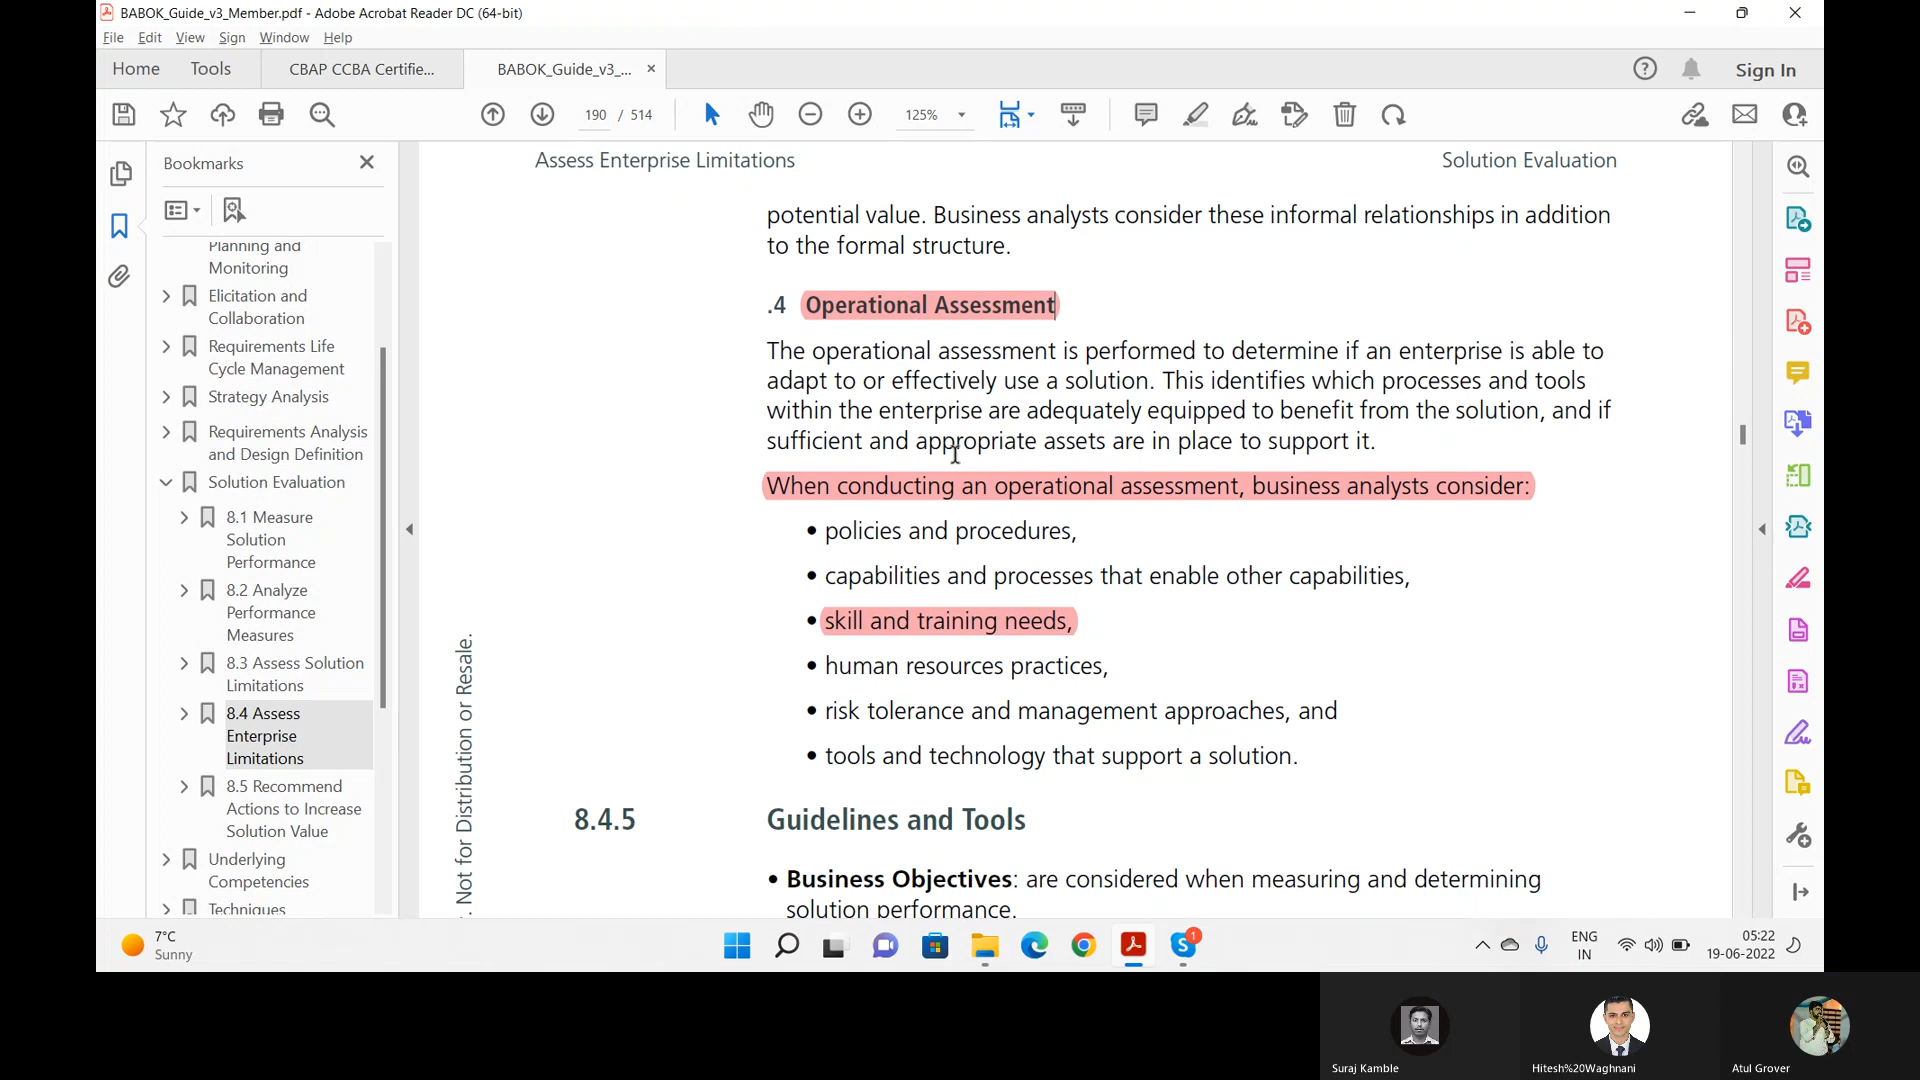 BABOK_Guide_v3_Member.pdf - Adobe Acrobat Reader DC (64-bit)
File Edit View Sign Window Help
Home Tools CBAP CCBA Certifie... BABOK_Guide_v3_... Sign In
190 / 514 125%
Bookmarks
Planning and
Monitoring
Elicitation and
Collaboration
Requirements Life
Cycle Management
Strategy Analysis
Requirements Analysis
and Design Definition
Solution Evaluation
8.1 Measure
Solution
Performance
8.2 Analyze
Performance
Measures
8.3 Assess Solution
Limitations
8.4 Assess
Enterprise
Limitations
8.5 Recommend
Actions to Increase
Solution Value
Underlying
Competencies
Techniques
Assess Enterprise Limitations Solution Evaluation
potential value. Business analysts consider these informal relationships in addition
to the formal structure.
.4 Operational Assessment
The operational assessment is performed to determine if an enterprise is able to
adapt to or effectively use a solution. This identifies which processes and tools
within the enterprise are adequately equipped to benefit from the solution, and if
sufficient and appropriate assets are in place to support it.
When conducting an operational assessment, business analysts consider:
• policies and procedures,
• capabilities and processes that enable other capabilities,
• skill and training needs,
• human resources practices,
• risk tolerance and management approaches, and
• tools and technology that support a solution.
8.4.5 Guidelines and Tools
• Business Objectives: are considered when measuring and determining
solution performance.
. Not for Distribution or Resale.
7°C
Sunny
1
ENG
IN
05:22
19-06-2022
Suraj Kamble
Hitesh%20Waghnani
Atul Grover